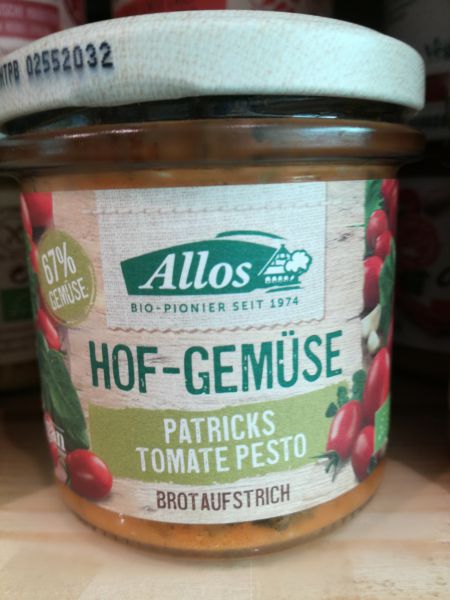 02552032
67%
GEMÜSE
Allos
BIO-PIONIER SEIT 1974
HOF-GEMÜSE
PATRICKS
TOMATE PESTO
BROTAUFSTRICH